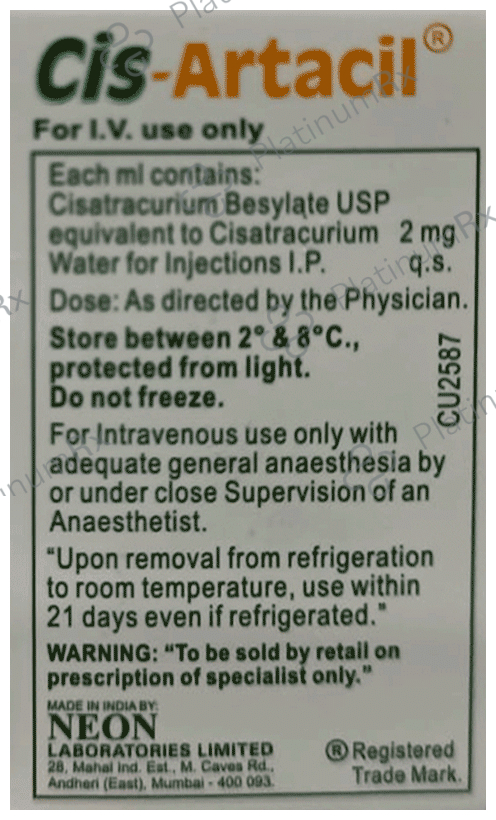 Cis-Artacil®
For I.V. use only
Each ml contains:
Cisatracurium Besylate USP
equivalent to Cisatracurium 2 mg
Water for Injections I.P. q.s.
Dose: As directed by the Physician.
Store between 2° & 8°C.,
protected from light.
Do not freeze.
CU2587
For Intravenous use only with
adequate general anaesthesia by
or under close Supervision of an
Anaesthetist.
"Upon removal from refrigeration
to room temperature, use within
21 days even if refrigerated."
WARNING: "To be sold by retail on
prescription of specialist only."
MADE IN INDIA BY:
NEON
LABORATORIES LIMITED
28, Mahal Ind. Est., M. Caves Rd.,
Andheri (East), Mumbai - 400 093.
® Registered
Trade Mark.
PlatinumRx
PlatinumRx
PlatinumRx